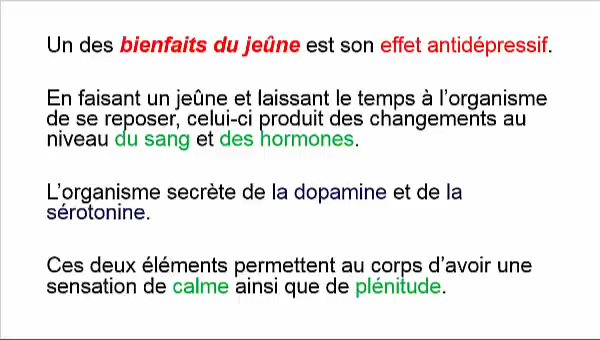 Un des bienfaits du jeûne est son effet antidépressif.
En faisant un jeûne et laissant le temps à l'organisme
de se reposer, celui-ci produit des changements au
niveau du sang et des hormones.
L'organisme secrète de la dopamine et de la
sérotonine.
Ces deux éléments permettent au corps d'avoir une
sensation de calme ainsi que de plénitude.